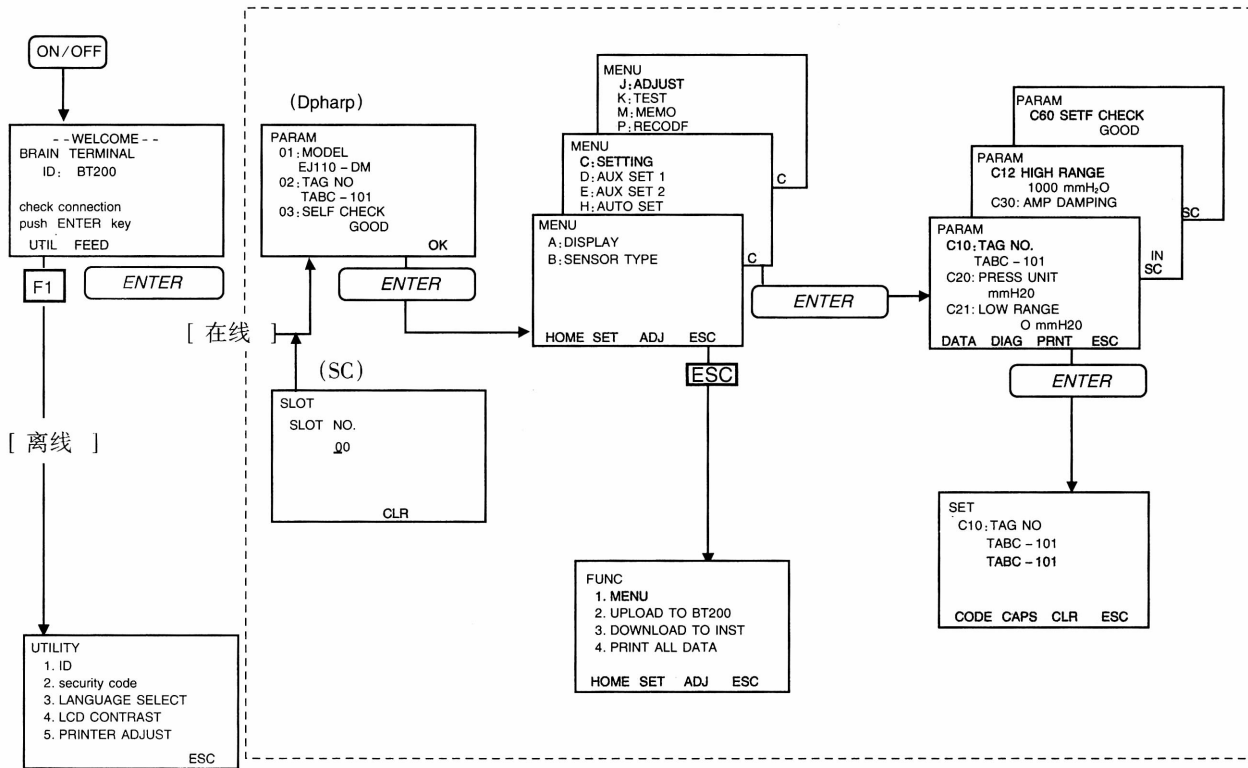 ON/OFF
--WELCOME--
BRAIN TERMINAL
ID: BT200
check connection
push ENTER key
UTIL FEED
F1
ENTER
[ 离线 ]
UTILITY
1. ID
2. security code
3. LANGUAGE SELECT
4. LCD CONTRAST
5. PRINTER ADJUST
ESC
(Dpharp)
PARAM
01:MODEL
EJ110-DM
02:TAG NO
TABC-101
03:SELF CHECK
GOOD
OK
ENTER
[ 在线 ]
(SC)
SLOT
SLOT NO.
00
CLR
MENU
J:ADJUST
K:TEST
M:MEMO
P:RECODF
C
MENU
C:SETTING
D:AUX SET 1
E:AUX SET 2
H:AUTO SET
C
MENU
A:DISPLAY
B:SENSOR TYPE
HOME SET ADJ ESC
ESC
FUNC
1. MENU
2. UPLOAD TO BT200
3. DOWNLOAD TO INST
4. PRINT ALL DATA
HOME SET ADJ ESC
ENTER
PARAM
C60 SETF CHECK
GOOD
SC
PARAM
C12 HIGH RANGE
1000 mmH₂O
C30: AMP DAMPING
IN
SC
PARAM
C10:TAG NO.
TABC-101
C20: PRESS UNIT
mmH20
C21: LOW RANGE
O mmH20
DATA DIAG PRNT ESC
ENTER
SET
C10:TAG NO
TABC-101
TABC-101
CODE CAPS CLR ESC